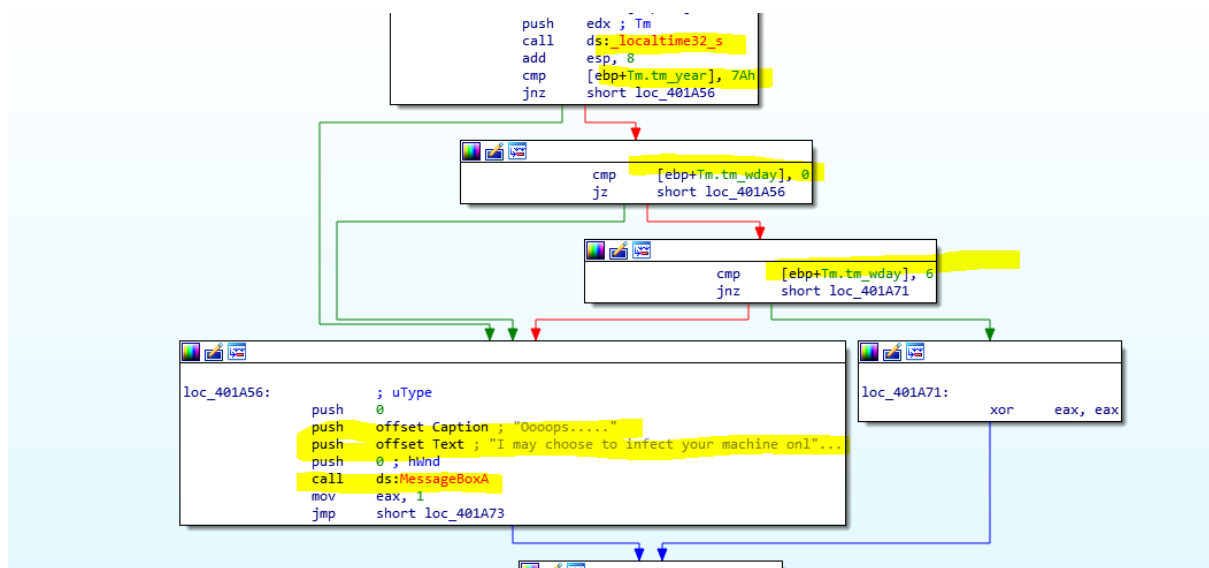 push edx ; Tm
call ds:_localtime32_s
add esp, 8
cmp [ebp+Tm.tm_year], 7Ah
jnz short loc_401A56
cmp [ebp+Tm.tm_wday], 0
jz short loc_401A56
cmp [ebp+Tm.tm_wday], 6
jnz short loc_401A71
loc_401A56: ; uType
push 0
push offset Caption ; "Oooops....."
push offset Text ; "I may choose to infect your machine onl"...
push 0 ; hWnd
call ds:MessageBoxA
mov eax, 1
jmp short loc_401A73
loc_401A71:
xor eax, eax